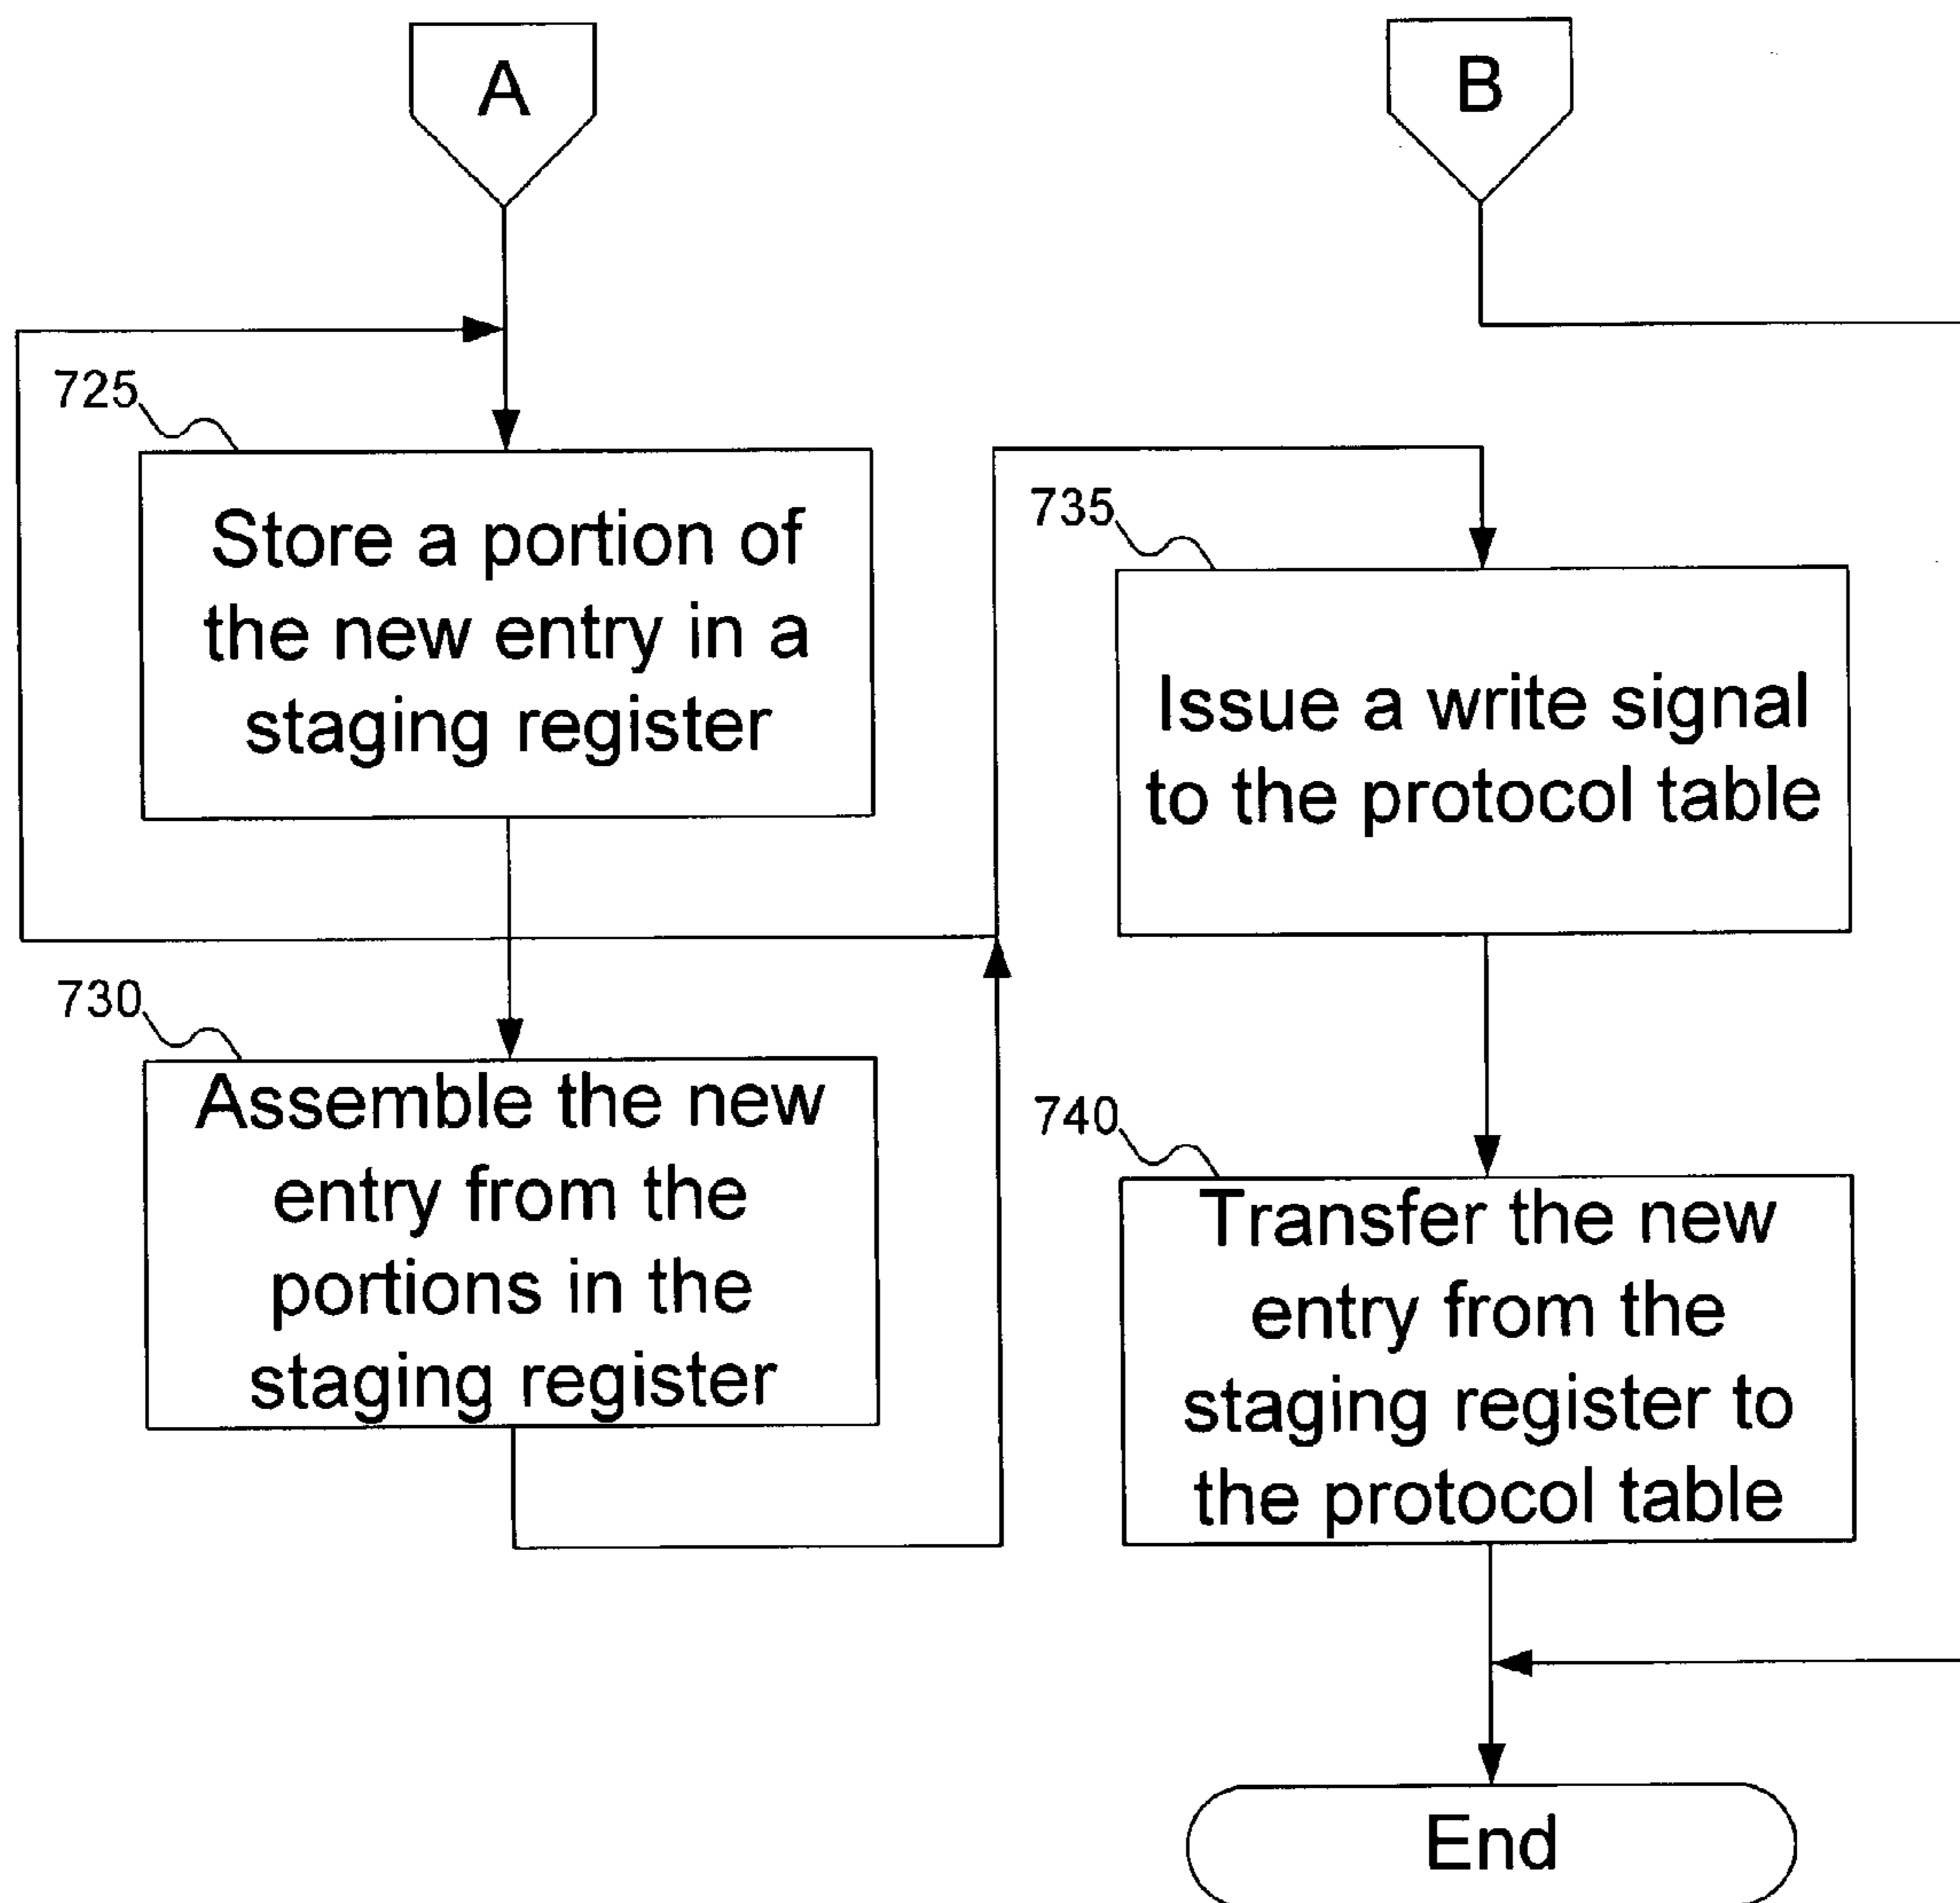 A
B
725
Store a portion of
the new entry in a
staging register
730
Assemble the new
entry from the
portions in the
staging register
735
Issue a write signal
to the protocol table
740
Transfer the new
entry from the
staging register to
the protocol table
End